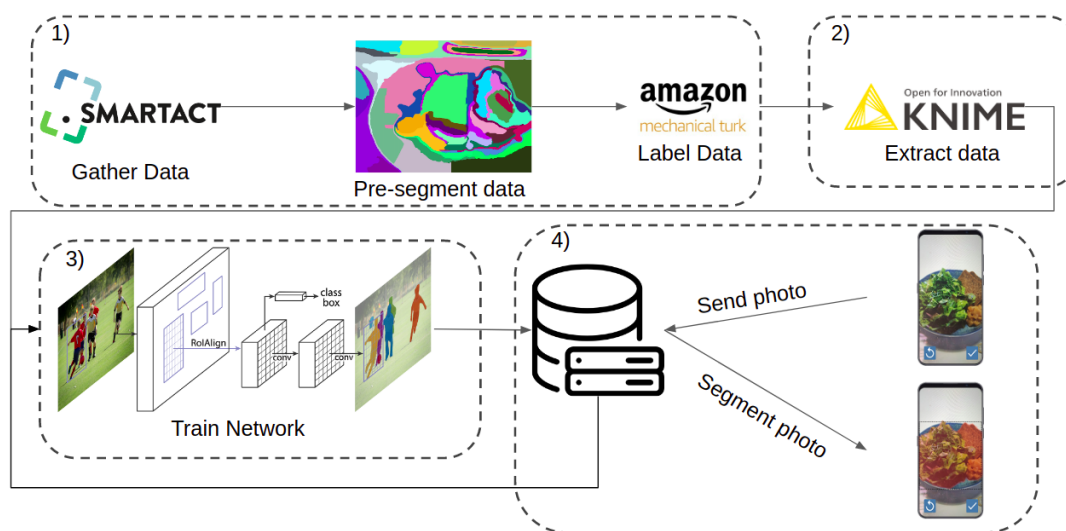 1)
SMARTACT
Gather Data
Pre-segment data
amazon
mechanical turk
Label Data
2)
Open for Innovation
KNIME
Extract data
3)
RoIAlign
class
box
conv
conv
Train Network
4)
Send photo
Segment photo